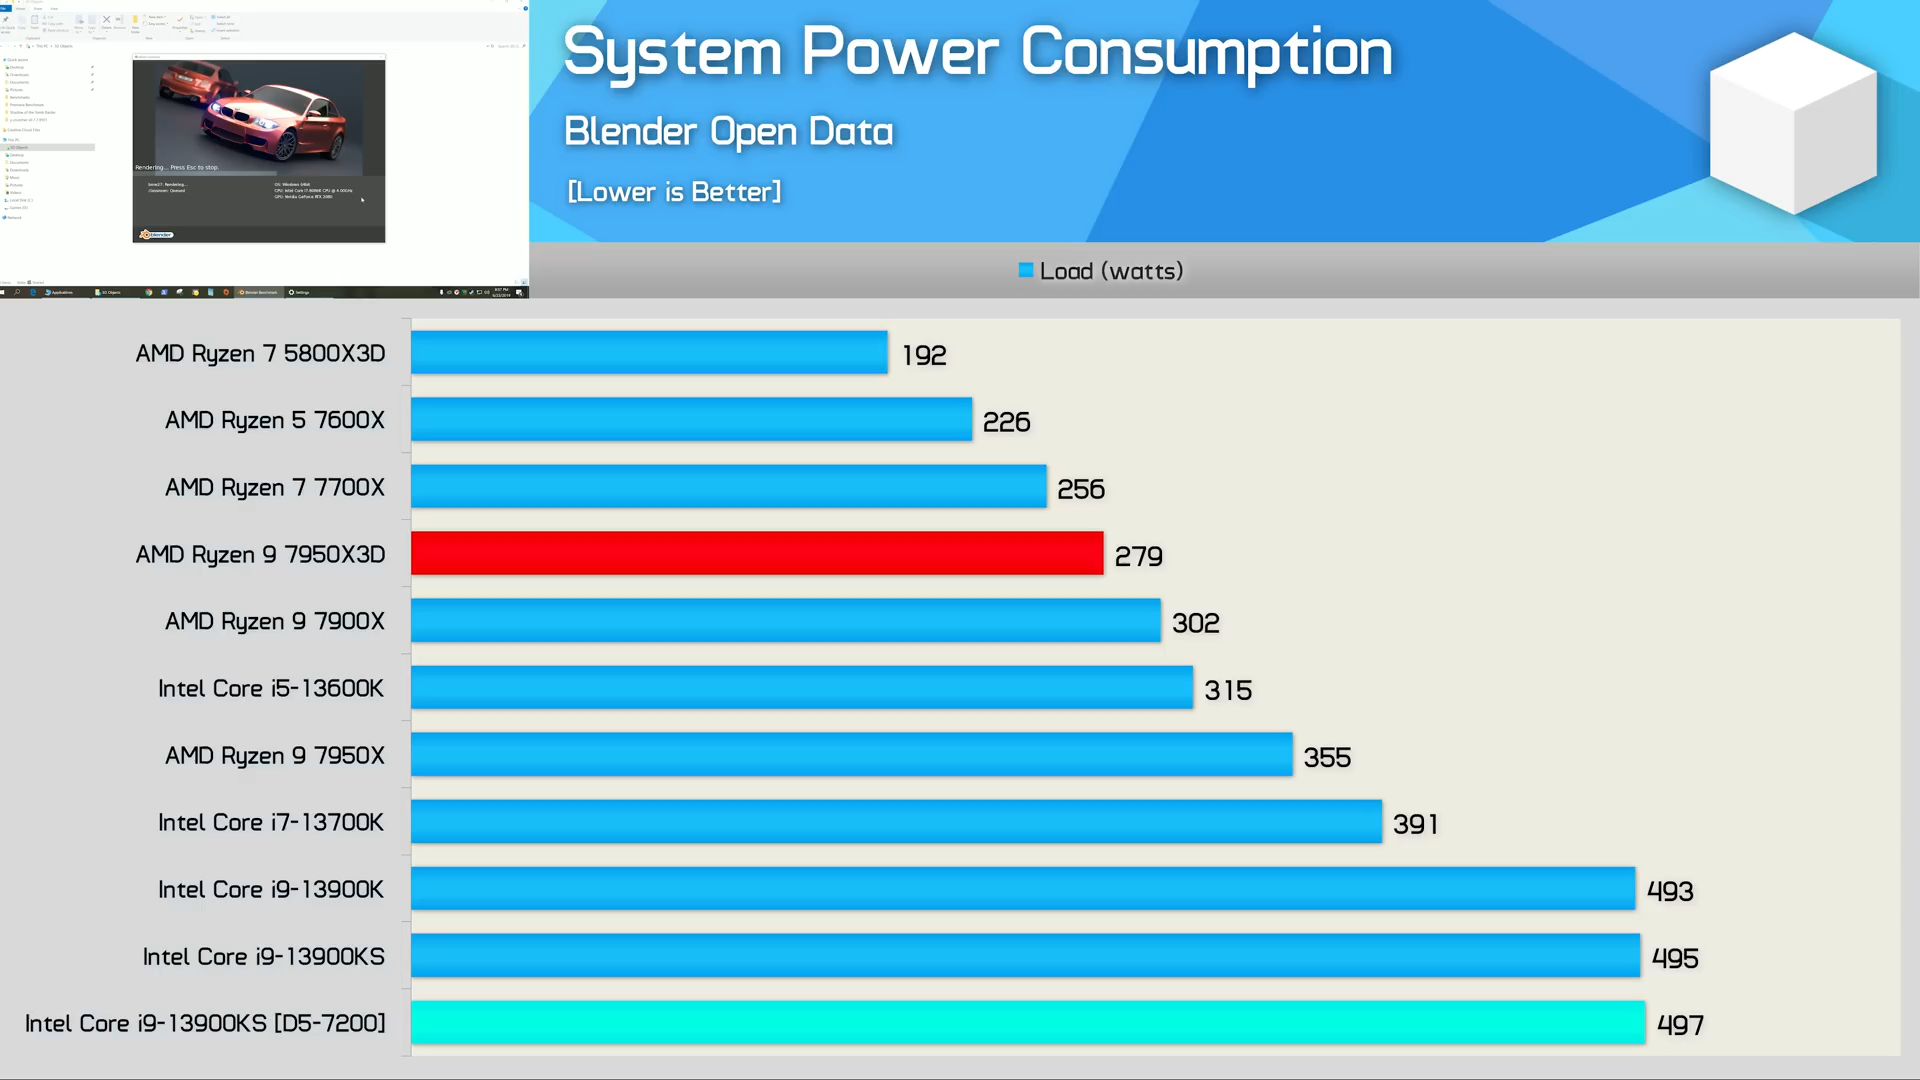 System Power Consumption
Blender Open Data
[Lower is Better]
Rendering... Press Esc to stop.
blender
Load (watts)
AMD Ryzen 7 5800X3D 192
AMD Ryzen 5 7600X 226
AMD Ryzen 7 7700X 256
AMD Ryzen 9 7950X3D 279
AMD Ryzen 9 7900X 302
Intel Core i5-13600K 315
AMD Ryzen 9 7950X 355
Intel Core i7-13700K 391
Intel Core i9-13900K 493
Intel Core i9-13900KS 495
Intel Core i9-13900KS [D5-7200] 497